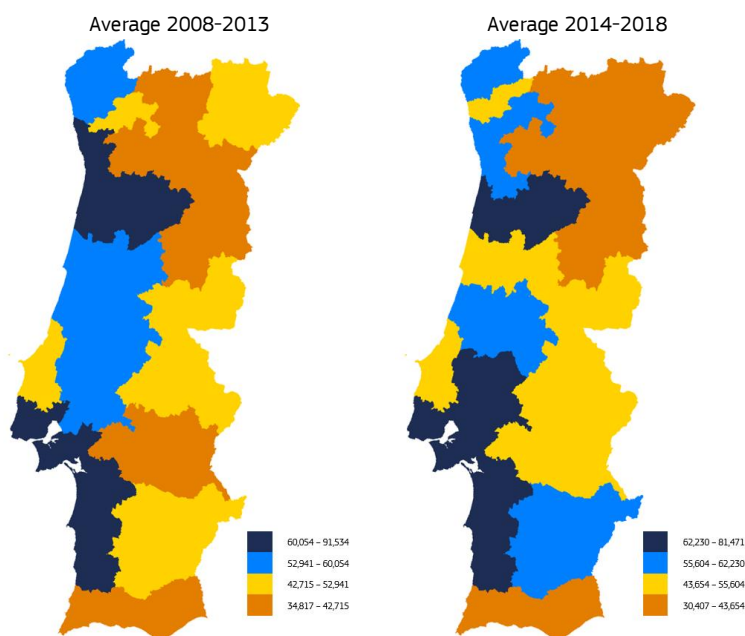 Average 2008-2013
Average 2014-2018
60,054 – 91,534
52,941 – 60,054
42,715 – 52,941
34,817 – 42,715
62,230 – 81,471
55,604 – 62,230
43,654 – 55,604
30,407 – 43,654